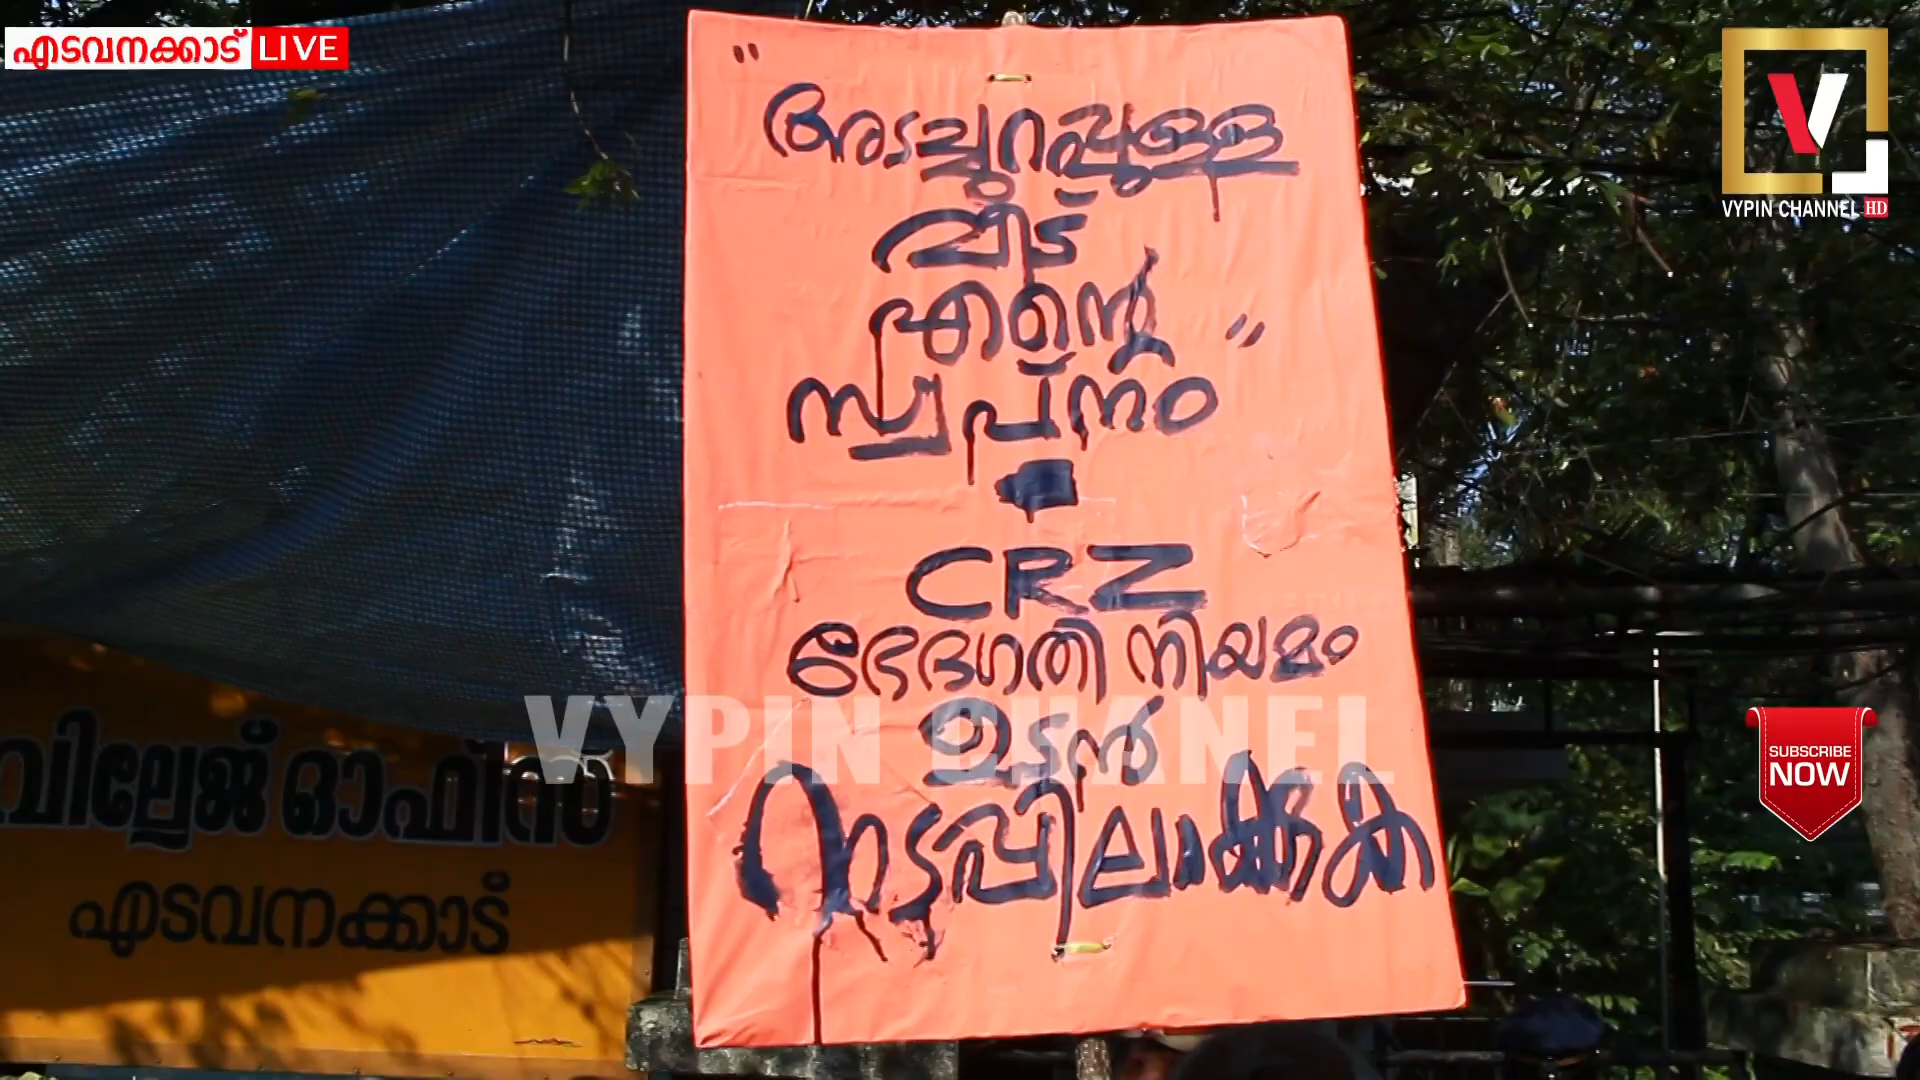 എടവനക്കാട് LIVE
"അടച്ചുറപ്പുള്ള
വീട്
എന്റെ"
സ്വപ്നം
CRZ
ഭേദഗതി നിയമം
ഉടൻ
നടപ്പിലാക്കുക
വില്ലേജ് ഓഫീസ്
എടവനക്കാട്
VYPIN CHANEL
VYPIN CHANNEL HD
SUBSCRIBE
NOW